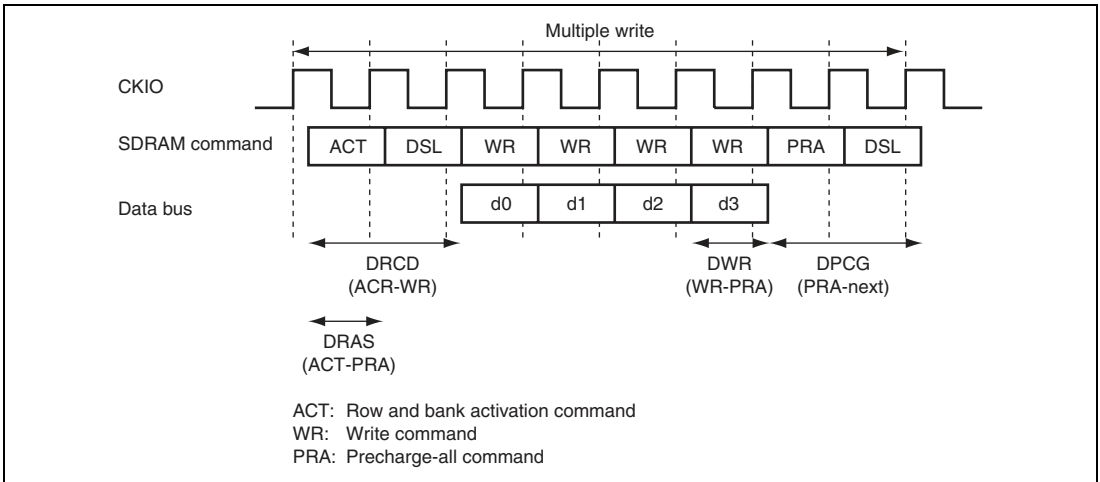 Multiple write
CKIO
SDRAM command ACT DSL WR WR WR WR PRA DSL
Data bus d0 d1 d2 d3
DRCD DWR DPCG
(ACR-WR) (WR-PRA) (PRA-next)
DRAS
(ACT-PRA)
ACT: Row and bank activation command
WR: Write command
PRA: Precharge-all command